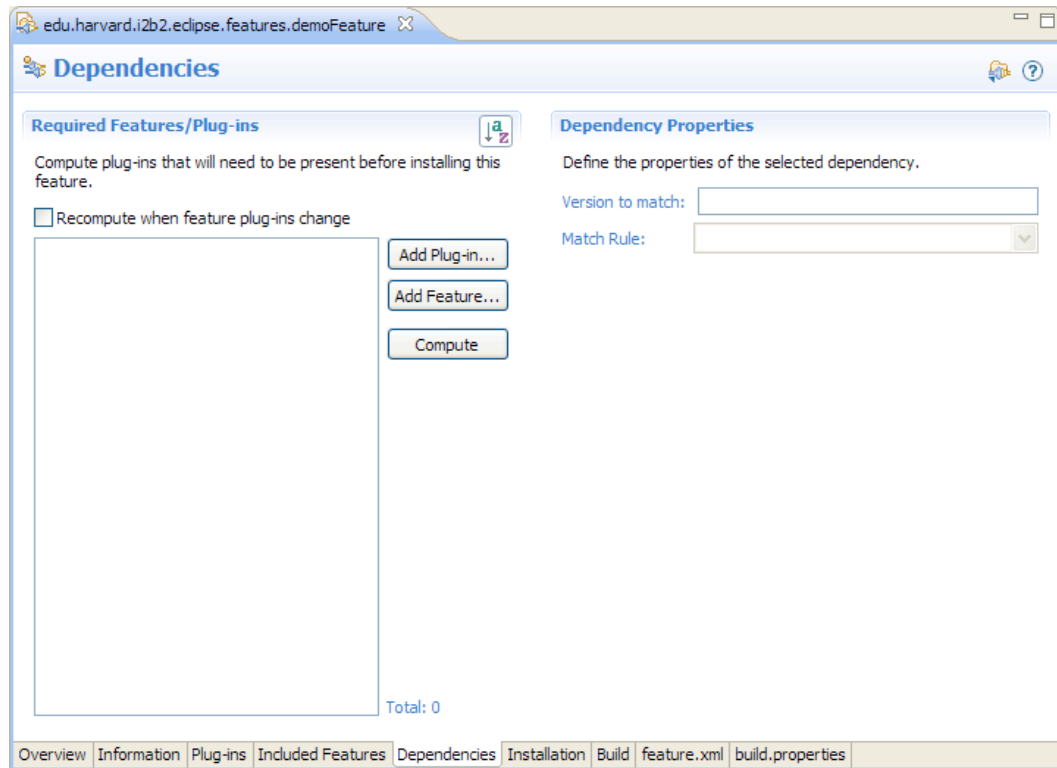 edu.harvard.i2b2.eclipse.features.demoFeature
Dependencies
Required Features/Plug-ins
a
z
Compute plug-ins that will need to be present before installing this
feature.
Recompute when feature plug-ins change
Add Plug-in...
Add Feature...
Compute
Total: 0
Dependency Properties
Define the properties of the selected dependency.
Version to match:
Match Rule:
Overview Information Plug-ins Included Features Dependencies Installation Build feature.xml build.properties